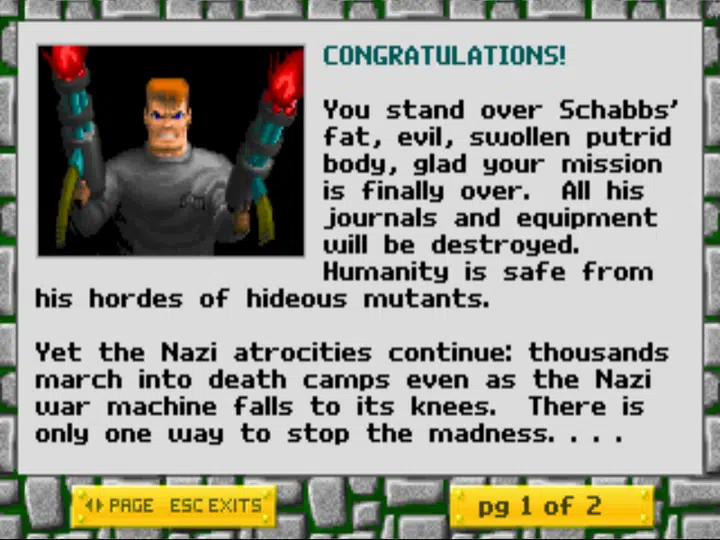 CONGRATULATIONS!
You stand over Schabbs'
fat, evil, swollen putrid
body, glad your mission
is finally over. All his
journals and equipment
will be destroyed.
Humanity is safe from
his hordes of hideous mutants.
Yet the Nazi atrocities continue: thousands
march into death camps even as the Nazi
war machine falls to its knees. There is
only one way to stop the madness. . . .
PAGE ESC EXITS
pg 1 of 2